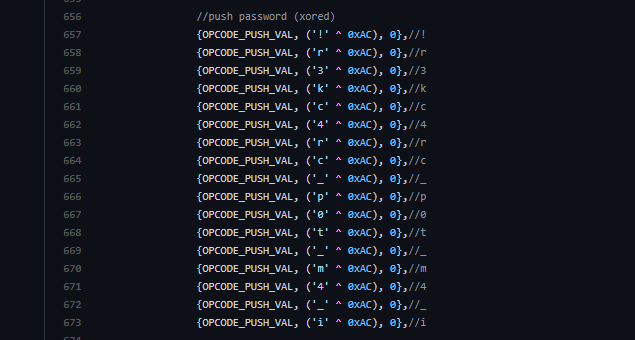 656 //push password (xored)
657 {OPCODE_PUSH_VAL, ('!' ^ 0xAC), 0},//!
658 {OPCODE_PUSH_VAL, ('r' ^ 0xAC), 0},//r
659 {OPCODE_PUSH_VAL, ('3' ^ 0xAC), 0},//3
660 {OPCODE_PUSH_VAL, ('k' ^ 0xAC), 0},//k
661 {OPCODE_PUSH_VAL, ('c' ^ 0xAC), 0},//c
662 {OPCODE_PUSH_VAL, ('4' ^ 0xAC), 0},//4
663 {OPCODE_PUSH_VAL, ('r' ^ 0xAC), 0},//r
664 {OPCODE_PUSH_VAL, ('c' ^ 0xAC), 0},//c
665 {OPCODE_PUSH_VAL, ('_' ^ 0xAC), 0},//_
666 {OPCODE_PUSH_VAL, ('p' ^ 0xAC), 0},//p
667 {OPCODE_PUSH_VAL, ('0' ^ 0xAC), 0},//0
668 {OPCODE_PUSH_VAL, ('t' ^ 0xAC), 0},//t
669 {OPCODE_PUSH_VAL, ('_' ^ 0xAC), 0},//_
670 {OPCODE_PUSH_VAL, ('m' ^ 0xAC), 0},//m
671 {OPCODE_PUSH_VAL, ('4' ^ 0xAC), 0},//4
672 {OPCODE_PUSH_VAL, ('_' ^ 0xAC), 0},//_
673 {OPCODE_PUSH_VAL, ('i' ^ 0xAC), 0},//i